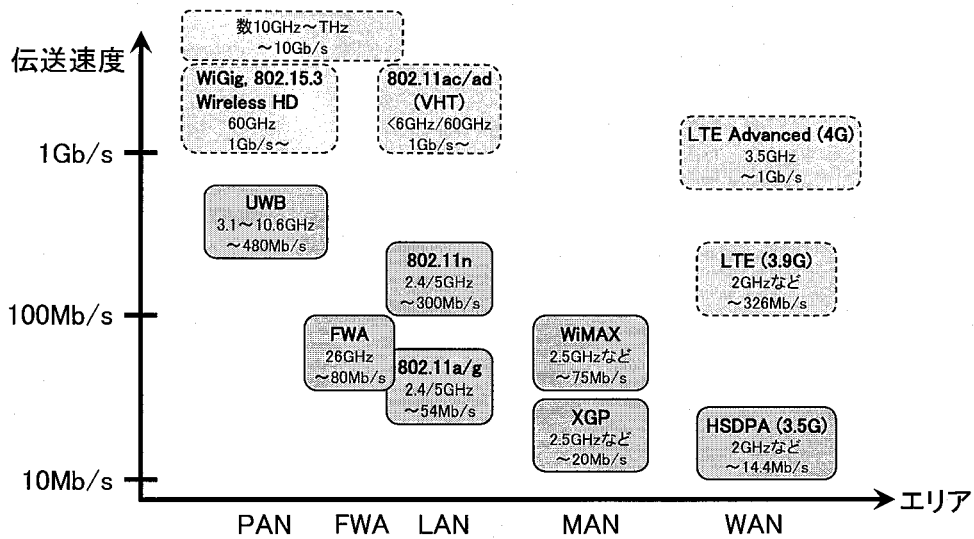 数10GHz～THz
～10Gb/s
伝送速度
WiGig, 802.15.3
Wireless HD
60GHz
1Gb/s～
802.11ac/ad
(VHT)
<6GHz/60GHz
1Gb/s～
LTE Advanced (4G)
3.5GHz
～1Gb/s
1Gb/s
UWB
3.1～10.6GHz
～480Mb/s
802.11n
2.4/5GHz
～300Mb/s
LTE (3.9G)
2GHzなど
～326Mb/s
100Mb/s
FWA
26GHz
～80Mb/s
802.11a/g
2.4/5GHz
～54Mb/s
WiMAX
2.5GHzなど
～75Mb/s
XGP
2.5GHzなど
～20Mb/s
HSDPA (3.5G)
2GHzなど
～14.4Mb/s
10Mb/s
エリア
PAN FWA LAN MAN WAN